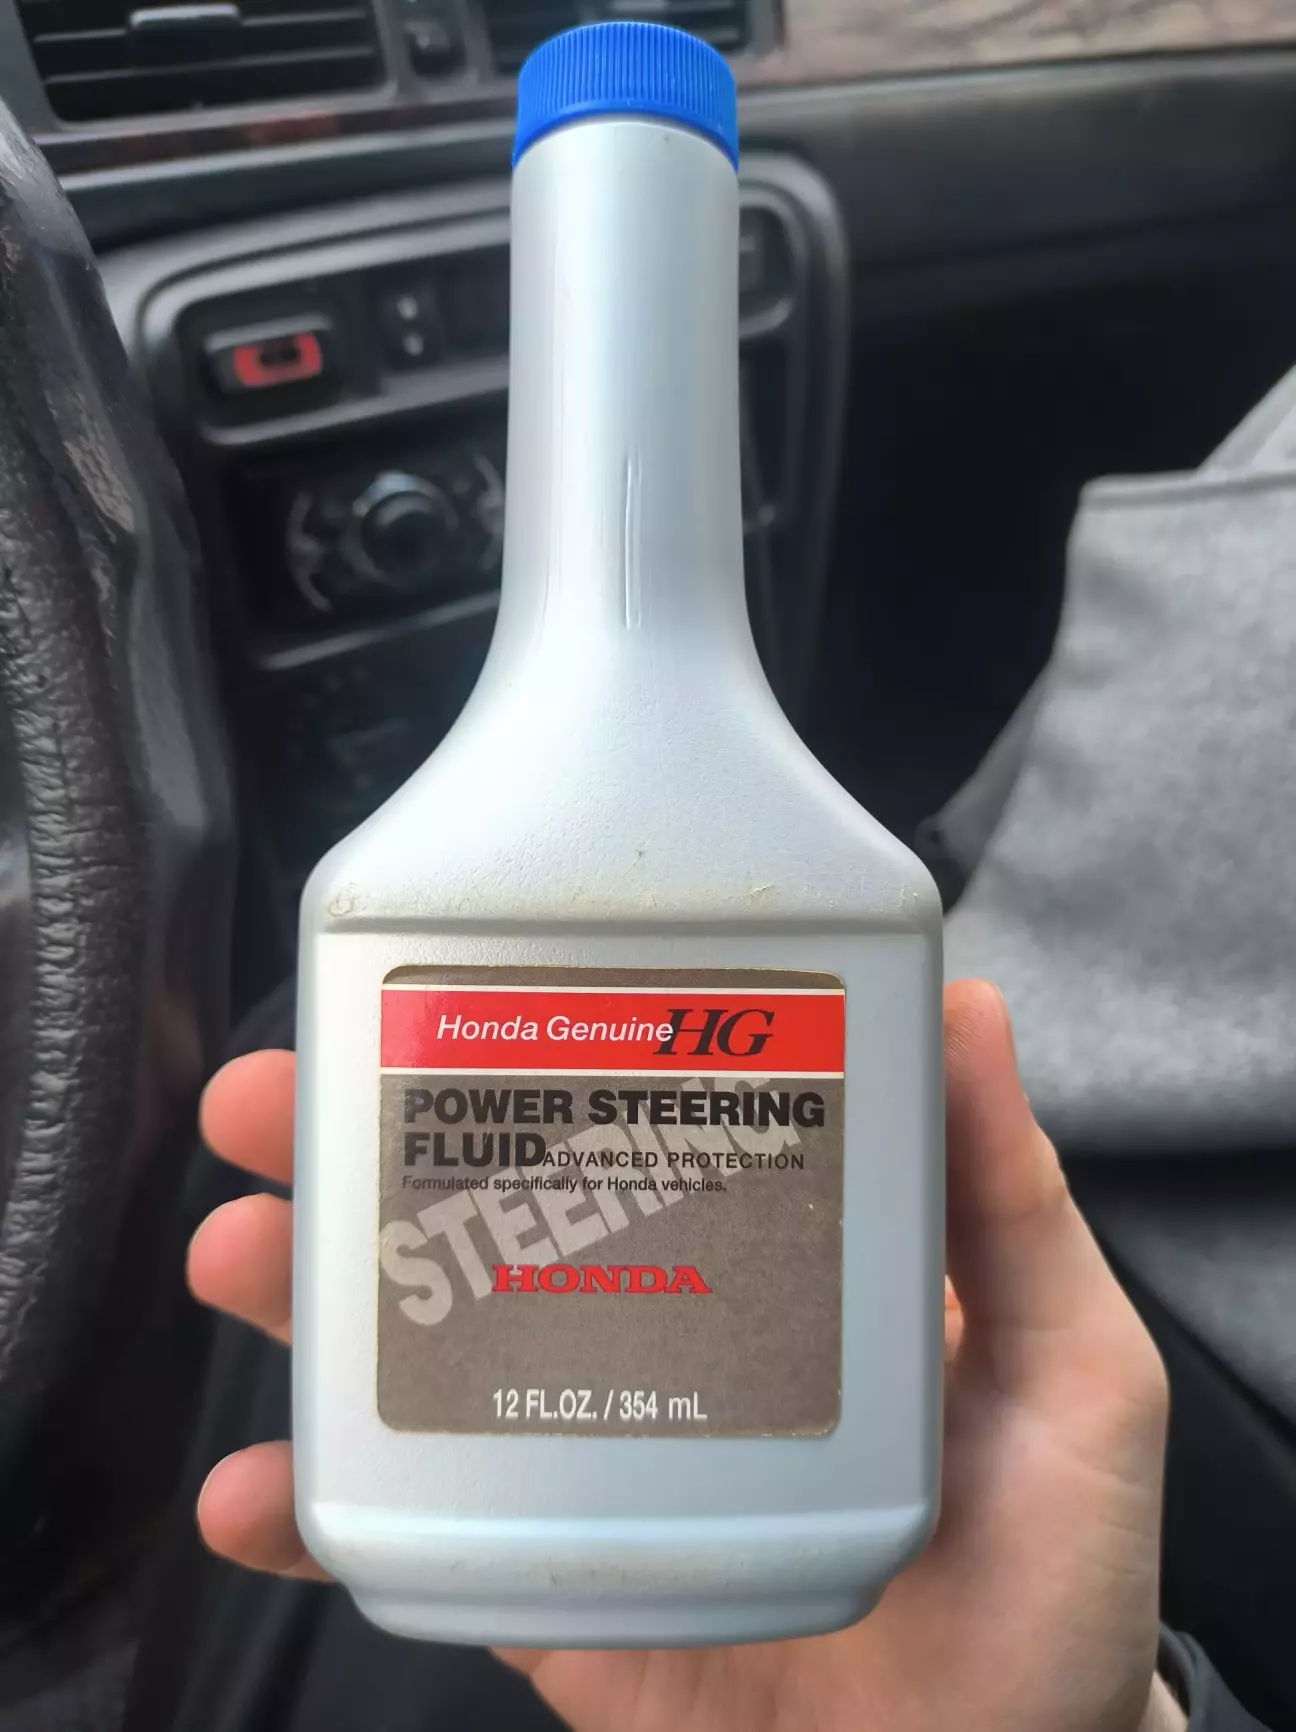 Honda Genuine HG
POWER STEERING
FLUID ADVANCED PROTECTION
Formulated specifically for Honda vehicles.
STEERING
HONDA
12 FL.OZ. / 354 mL